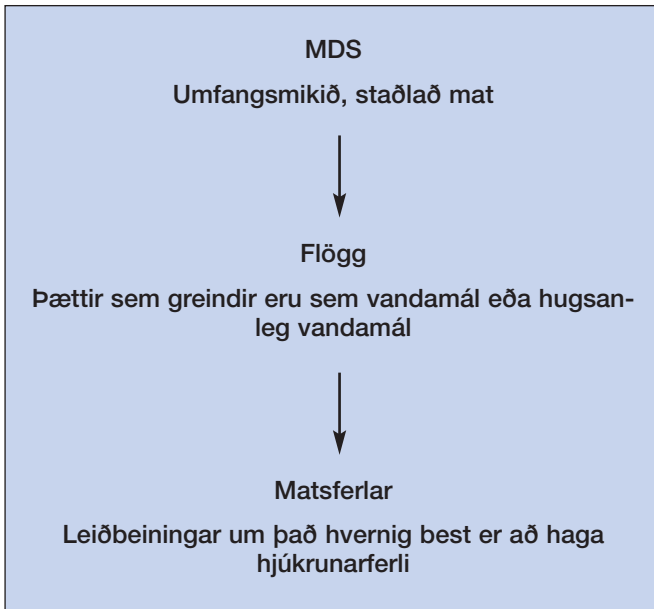 MDS
Umfangsmikið, staðlað mat
Flögg
Þættir sem greindir eru sem vandamál eða hugsan-
leg vandamál
Matsferlar
Leiðbeiningar um það hvernig best er að haga
hjúkrunarferli